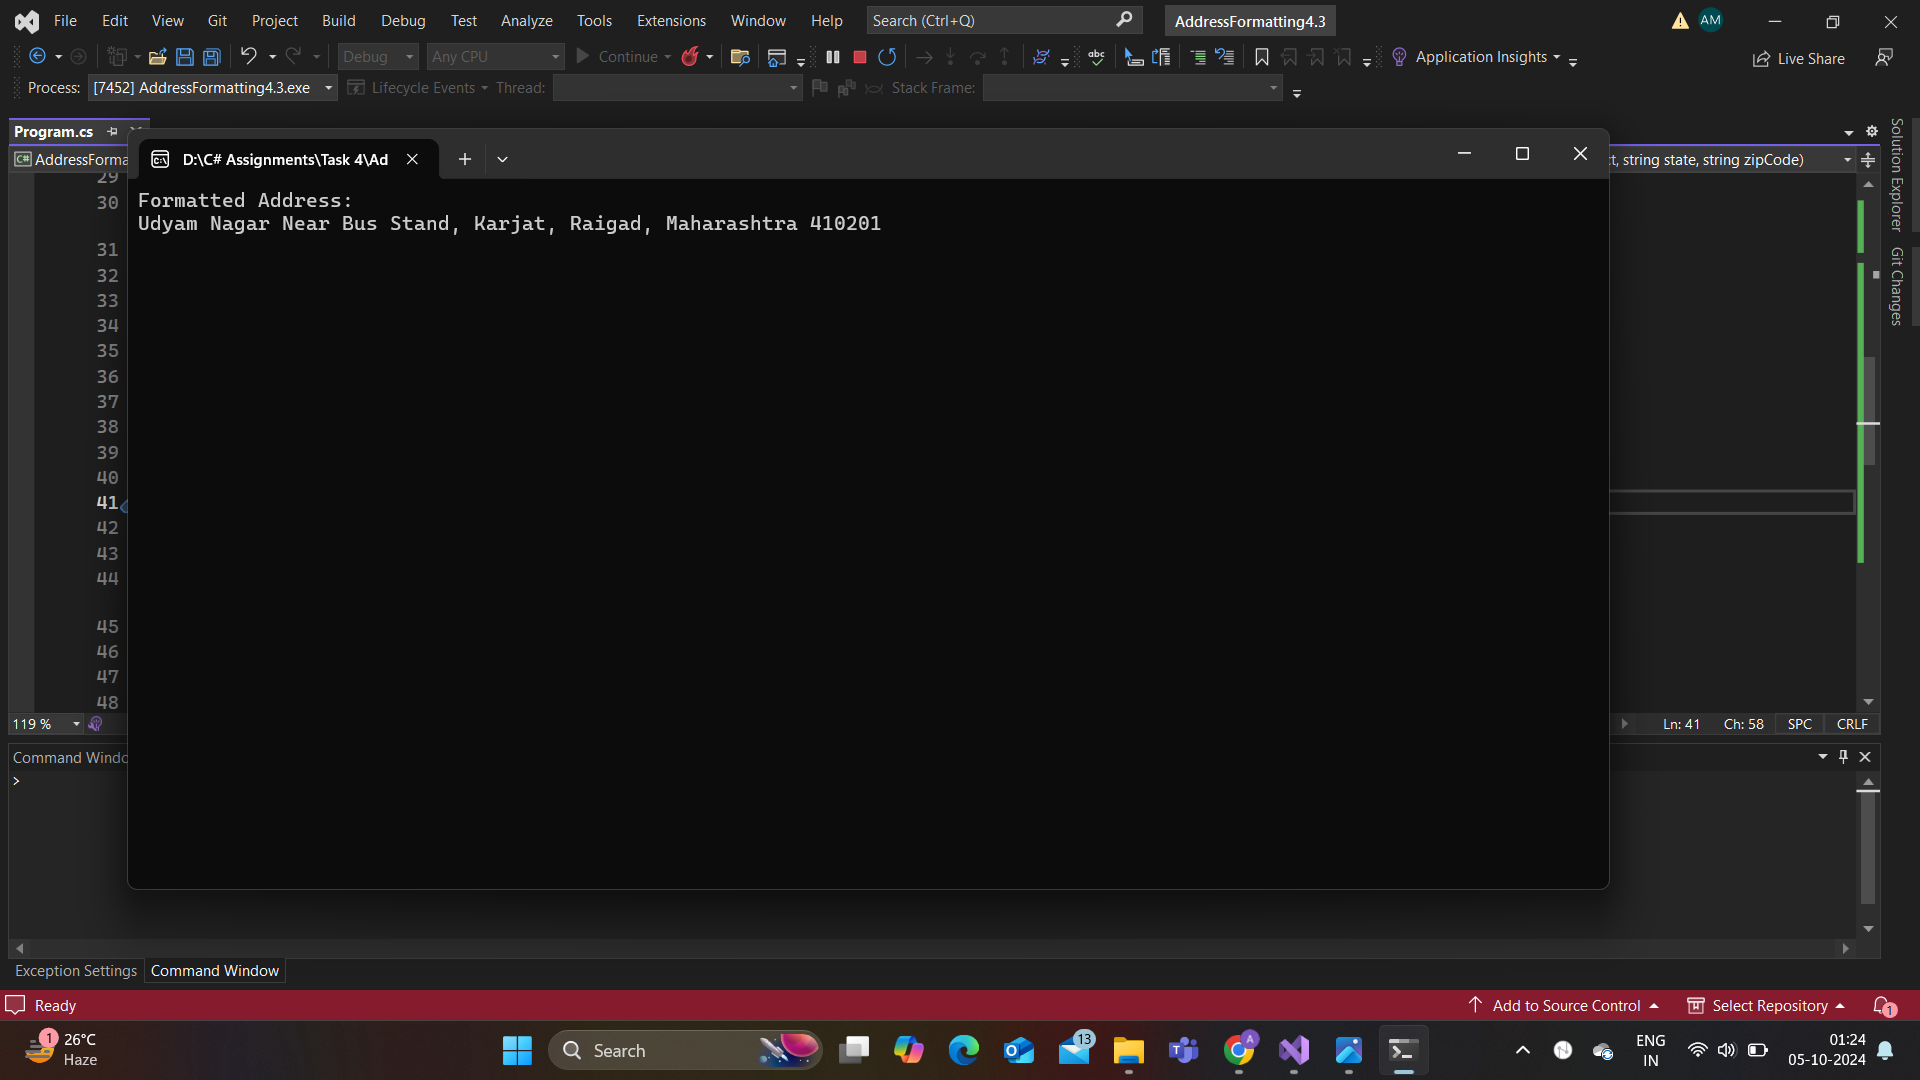 File Edit View Git Project Build Debug Test Analyze Tools Extensions Window Help Search (Ctrl+Q) AddressFormatting4.3 AM
Debug Any CPU Continue abc Application Insights Live Share
Process: [7452] AddressFormatting4.3.exe Lifecycle Events Thread: Stack Frame:
Program.cs
D:\C# Assignments\Task 4\Ad
C# AddressForma
ct, string state, string zipCode)
Solution Explorer
Git Changes
Formatted Address:
Udyam Nagar Near Bus Stand, Karjat, Raigad, Maharashtra 410201
29
30
31
32
33
34
35
36
37
38
39
40
41
42
43
44
45
46
47
48
119 % Ln: 41 Ch: 58 SPC CRLF
Command Windo
>
Exception Settings Command Window
Ready Add to Source Control Select Repository 1
1 26°C
Haze
Search
13
A
ENG
IN
01:24
05-10-2024